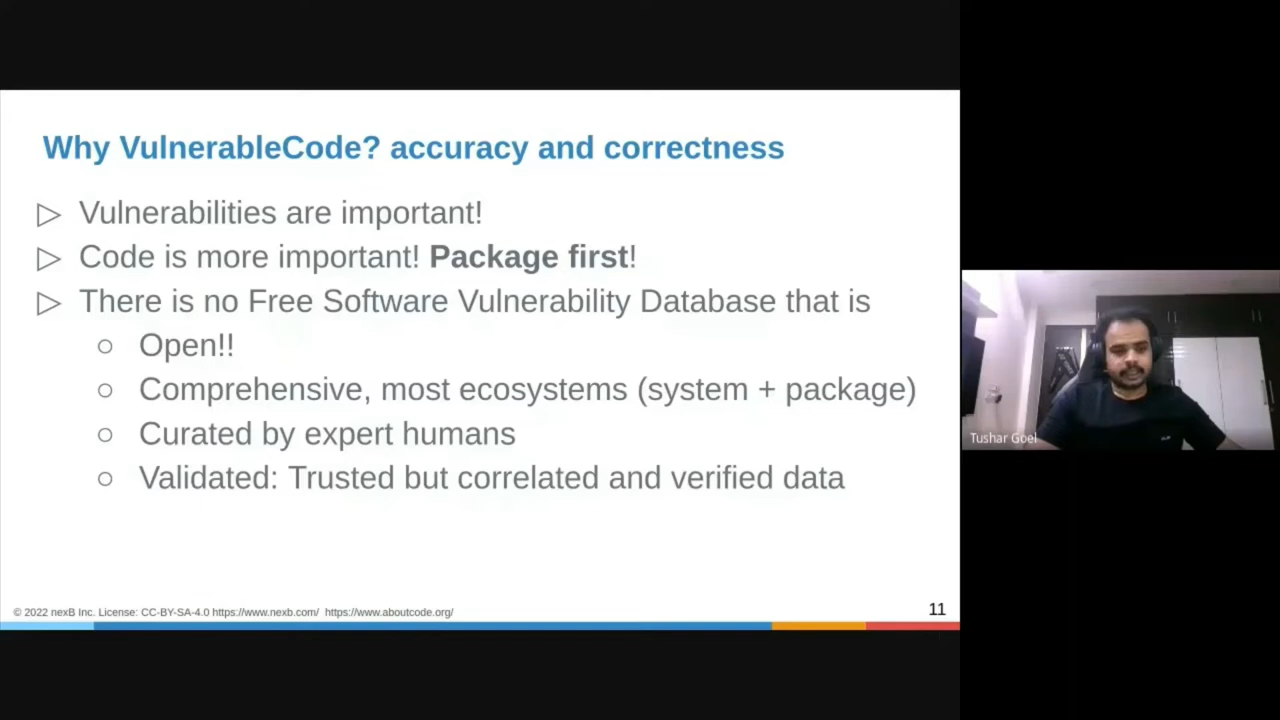 Why VulnerableCode? accuracy and correctness
▷ Vulnerabilities are important!
▷ Code is more important! Package first!
▷ There is no Free Software Vulnerability Database that is
○ Open!!
○ Comprehensive, most ecosystems (system + package)
○ Curated by expert humans
○ Validated: Trusted but correlated and verified data
© 2022 nexB Inc. License: CC-BY-SA-4.0 https://www.nexb.com/ https://www.aboutcode.org/
11
Tushar Goel